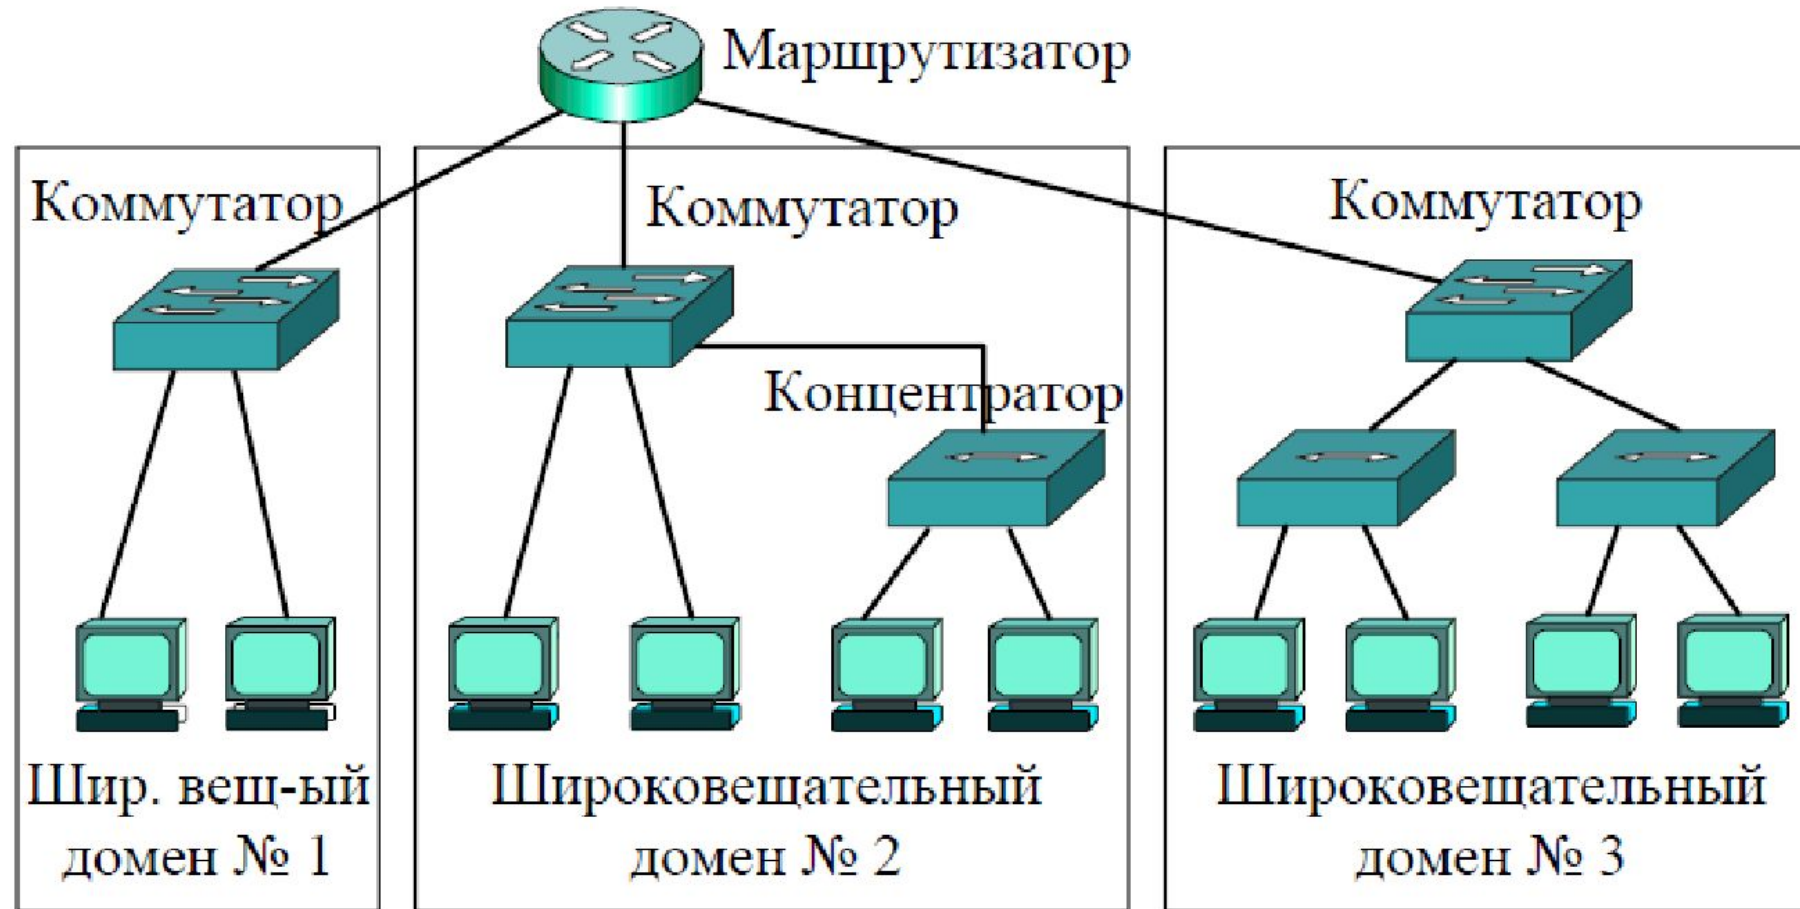 Маршрутизатор
Коммутатор
Коммутатор
Коммутатор
Концентратор
Шир. вещ-ый
домен № 1
Широковещательный
домен № 2
Широковещательный
домен № 3